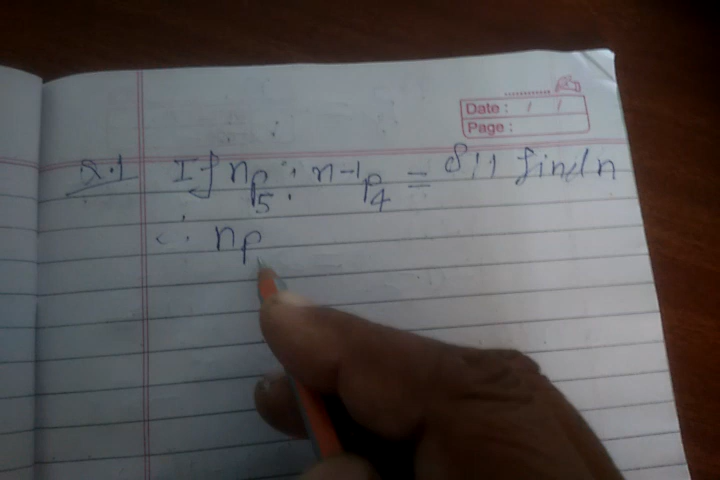 Date : / /
Page :
Q.1 If nP5 : n-1P4 = 8:1 find n
∴ nP